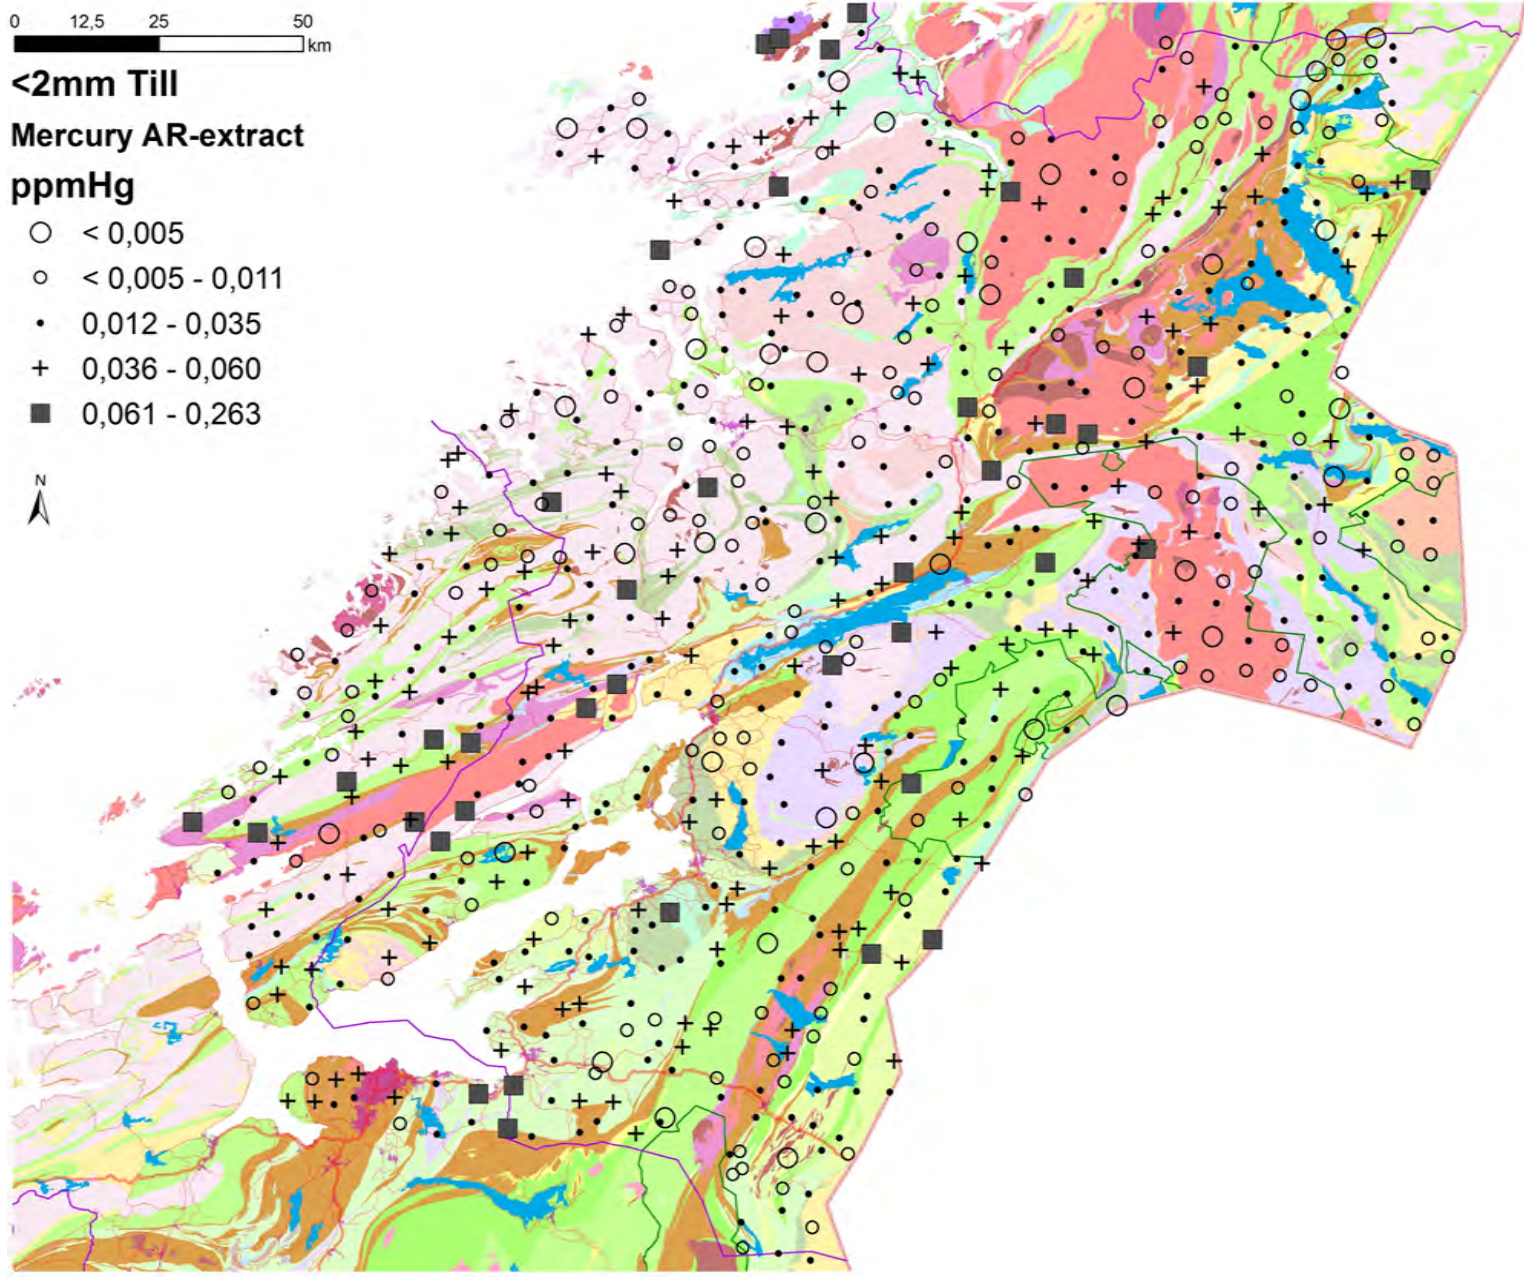 0 12,5 25 50
km
<2mm Till
Mercury AR-extract
ppmHg
< 0,005
< 0,005 - 0,011
0,012 - 0,035
0,036 - 0,060
0,061 - 0,263
N